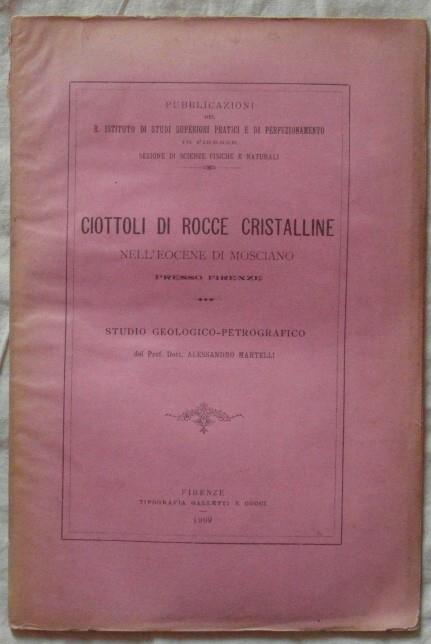 PUBBLICAZIONI
DEL
R. ISTITUTO DI STUDI SUPERIORI PRATICI E DI PERFEZIONAMENTO
IN FIRENZE
SEZIONE DI SCIENZE FISICHE E NATURALI
CIOTTOLI DI ROCCE CRISTALLINE
NELL'EOCENE DI MOSCIANO
PRESSO FIRENZE
STUDIO GEOLOGICO-PETROGRAFICO
del Prof. Dott. ALESSANDRO MARTELLI
FIRENZE
TIPOGRAFIA GALLETTI E COCCI
1909